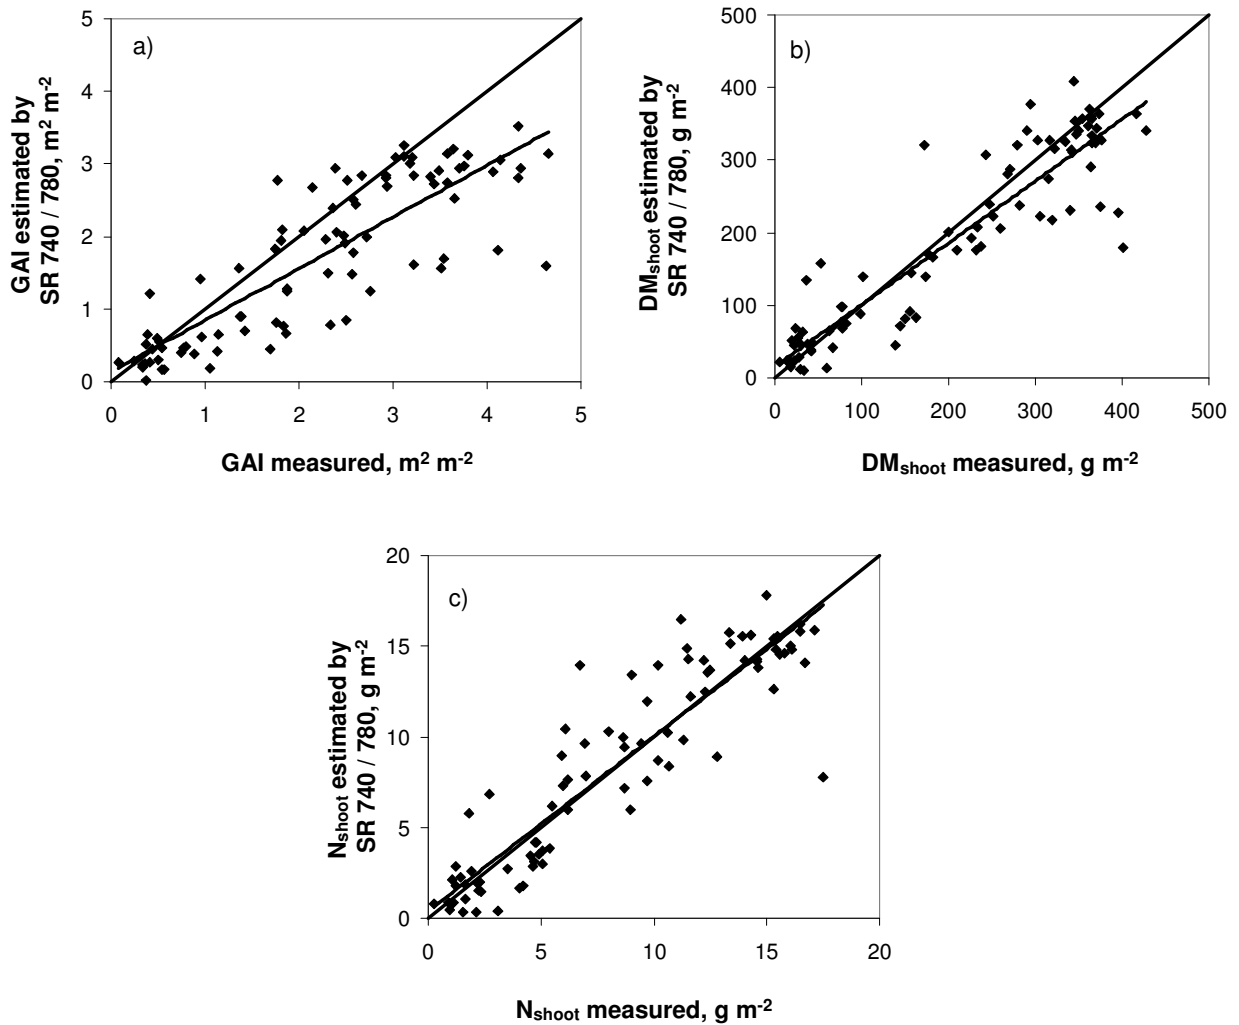 a)
GAI estimated by
SR 740 / 780, m² m⁻²
5
4
3
2
1
0
0 1 2 3 4 5
GAI measured, m² m⁻²
b)
DMshoot estimated by
SR 740 / 780, g m⁻²
500
400
300
200
100
0
0 100 200 300 400 500
DMshoot measured, g m⁻²
c)
Nshoot estimated by
SR 740 / 780, g m⁻²
20
15
10
5
0
0 5 10 15 20
Nshoot measured, g m⁻²